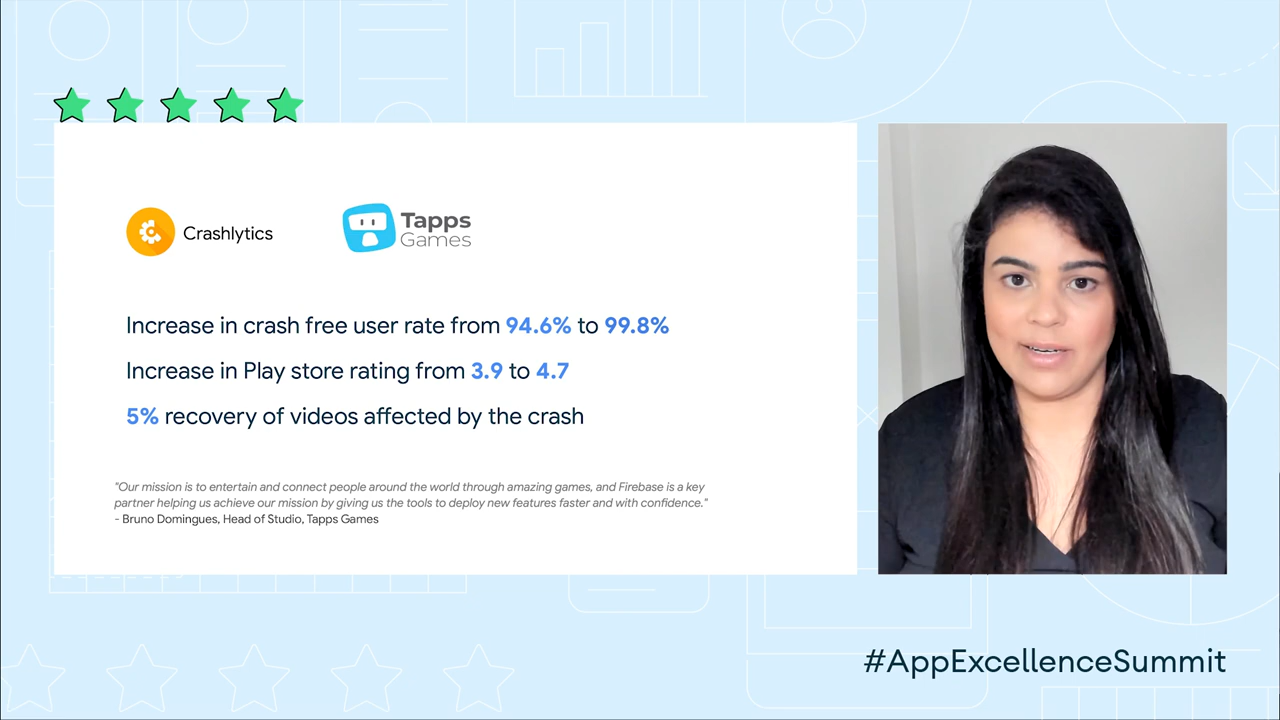 Crashlytics
Tapps
Games
Increase in crash free user rate from 94.6% to 99.8%
Increase in Play store rating from 3.9 to 4.7
5% recovery of videos affected by the crash
"Our mission is to entertain and connect people around the world through amazing games, and Firebase is a key
partner helping us achieve our mission by giving us the tools to deploy new features faster and with confidence."
- Bruno Domingues, Head of Studio, Tapps Games
#AppExcellenceSummit